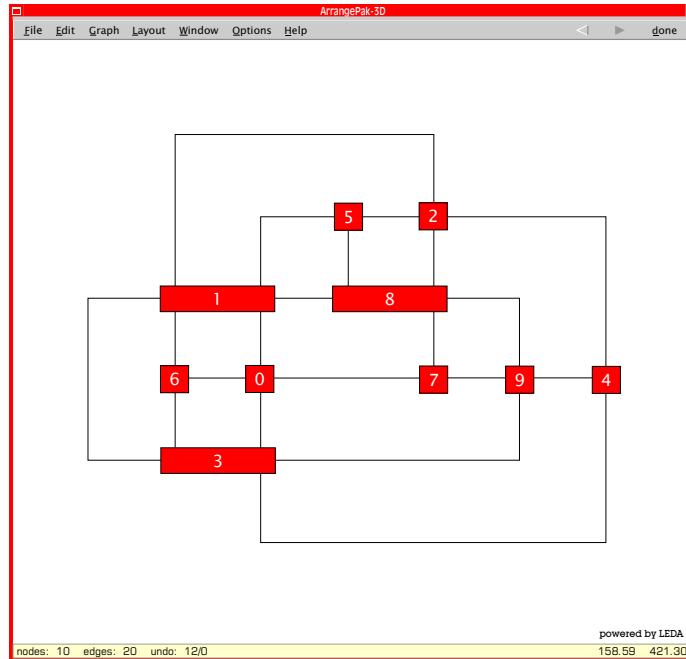 ArrangePak-3D
File Edit Graph Layout Window Options Help done
5 2
1 8
6 0 7 9 4
3
powered by LEDA
nodes: 10 edges: 20 undo: 12/0 158.59 421.30